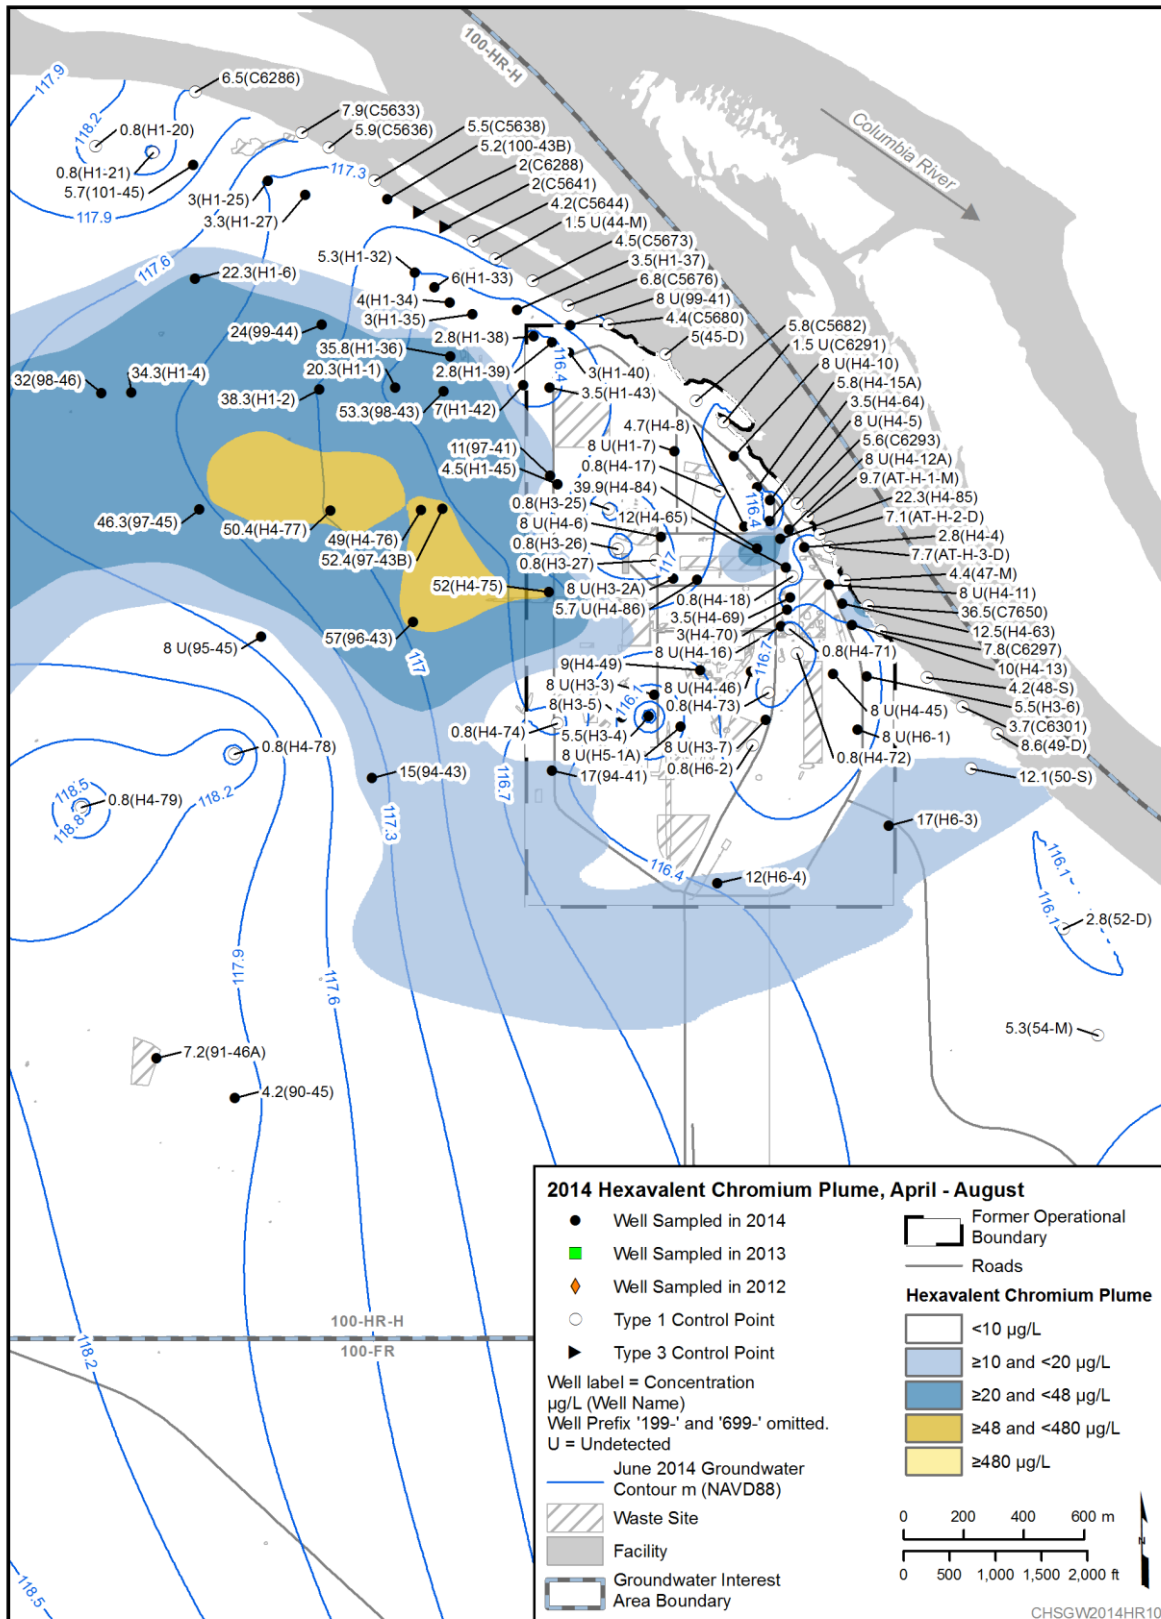 117.9
6.5(C6286)
100-HR-H
118.2
0.8(H1-20)
7.9(C5633)
5.9(C5636)
Columbia River
5.5(C5638)
5.2(100-43B)
0.8(H1-21)
5.7(101-45)
117.3
2(C6288)
2(C5641)
3(H1-25)
3.3(H1-27)
4.2(C5644)
117.9
1.5 U(44-M)
4.5(C5673)
5.3(H1-32)
3.5(H1-37)
117.6
22.3(H1-6)
6(H1-33)
6.8(C5676)
4(H1-34)
8 U(99-41)
3(H1-35)
4.4(C5680)
24(99-44)
2.8(H1-38)
5(45-D)
5.8(C5682)
35.8(H1-36)
1.5 U(C6291)
20.3(H1-1)
2.8(H1-39)
116.4
3(H1-40)
8 U(H4-10)
32(98-46)
34.3(H1-4)
5.8(H4-15A)
38.3(H1-2)
53.3(98-43)
7(H1-42)
3.5(H1-43)
3.5(H4-64)
8 U(H4-5)
4.7(H4-8)
5.6(C6293)
11(97-41)
8 U(H1-7)
8 U(H4-12A)
4.5(H1-45)
0.8(H4-17)
9.7(AT-H-1-M)
39.9(H4-84)
22.3(H4-85)
0.8(H3-25)
12(H4-65)
116.4
7.1(AT-H-2-D)
46.3(97-45)
50.4(H4-77)
8 U(H4-6)
2.8(H4-4)
49(H4-76)
0.8(H3-26)
7.7(AT-H-3-D)
52.4(97-43B)
0.8(H3-27)
117
4.4(47-M)
52(H4-75)
8 U(H3-2A)
8 U(H4-11)
5.7 U(H4-86)
0.8(H4-18)
36.5(C7650)
3.5(H4-69)
12.5(H4-63)
57(96-43)
3(H4-70)
7.8(C6297)
8 U(95-45)
117
8 U(H4-16)
0.8(H4-71)
10(H4-13)
9(H4-49)
116.7
4.2(48-S)
8 U(H3-3)
8 U(H4-46)
5.5(H3-6)
8(H3-5)
116.1
0.8(H4-73)
8 U(H4-45)
3.7(C6301)
0.8(H4-74)
5.5(H3-4)
8 U(H6-1)
8.6(49-D)
0.8(H4-78)
8 U(H5-1A)
8 U(H3-7)
0.8(H4-72)
118.2
15(94-43)
17(94-41)
0.8(H6-2)
12.1(50-S)
118.5
0.8(H4-79)
116.7
118.8
117.3
17(H6-3)
116.4
12(H6-4)
116.1
116.1
2.8(52-D)
117.9
117.6
5.3(54-M)
7.2(91-46A)
4.2(90-45)
100-HR-H
100-FR
118.2
118.5
2014 Hexavalent Chromium Plume, April - August
Well Sampled in 2014
Well Sampled in 2013
Well Sampled in 2012
Type 1 Control Point
Type 3 Control Point
Well label = Concentration
µg/L (Well Name)
Well Prefix '199-' and '699-' omitted.
U = Undetected
June 2014 Groundwater
Contour m (NAVD88)
Waste Site
Facility
Groundwater Interest
Area Boundary
Former Operational
Boundary
Roads
Hexavalent Chromium Plume
<10 µg/L
≥10 and <20 µg/L
≥20 and <48 µg/L
≥48 and <480 µg/L
≥480 µg/L
0 200 400 600 m
0 500 1,000 1,500 2,000 ft
N
CHSGW2014HR10